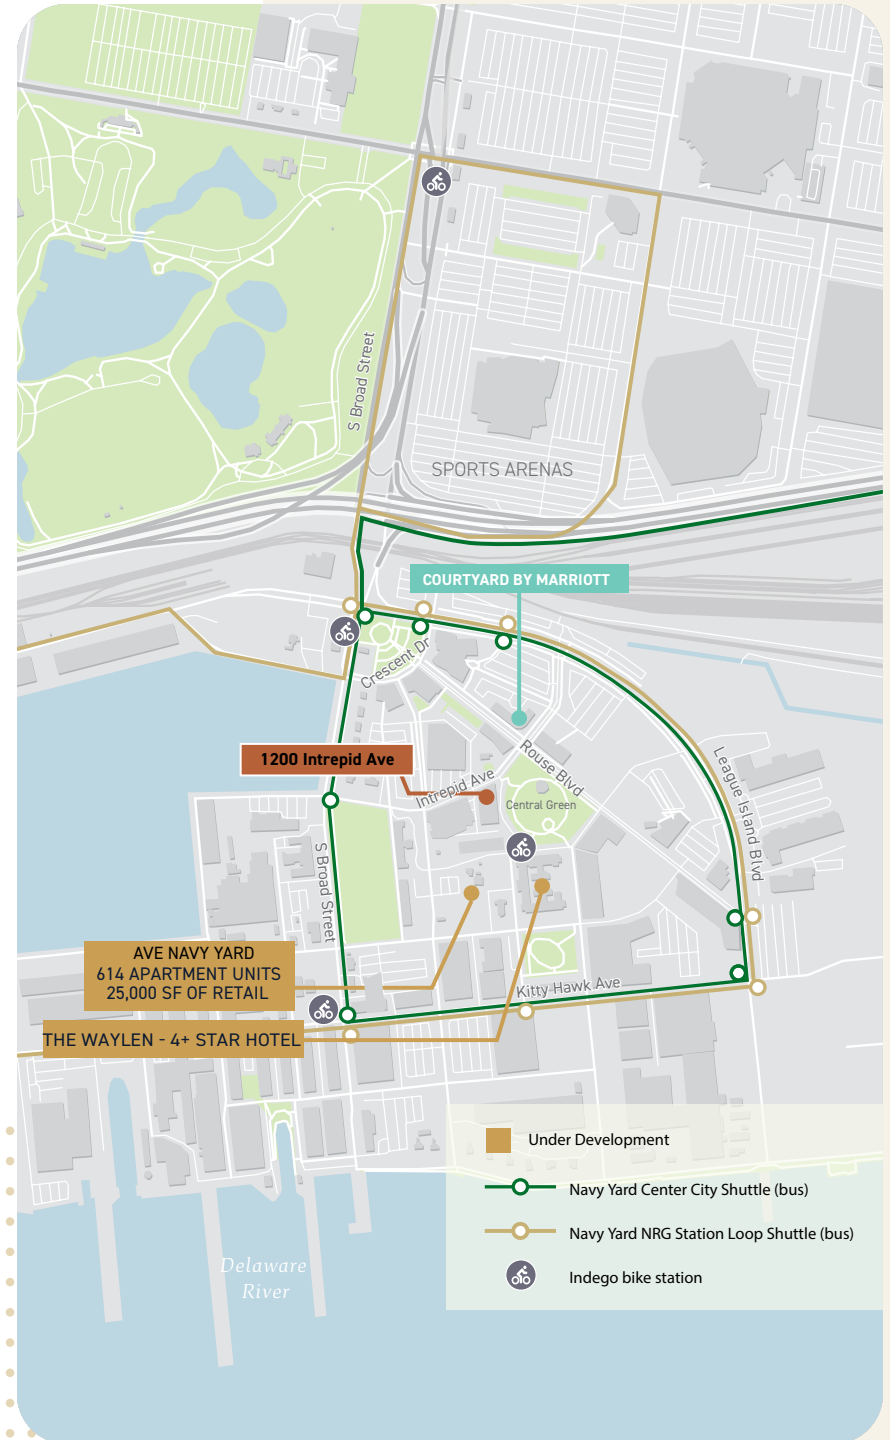 S Broad Street
SPORTS ARENAS
COURTYARD BY MARRIOTT
Crescent Dr
1200 Intrepid Ave
Rouse Blvd
League Island Blvd
Intrepid Ave
Central Green
S Broad Street
AVE NAVY YARD
614 APARTMENT UNITS
25,000 SF OF RETAIL
Kitty Hawk Ave
THE WAYLEN - 4+ STAR HOTEL
Under Development
Navy Yard Center City Shuttle (bus)
Navy Yard NRG Station Loop Shuttle (bus)
Indego bike station
Delaware
River